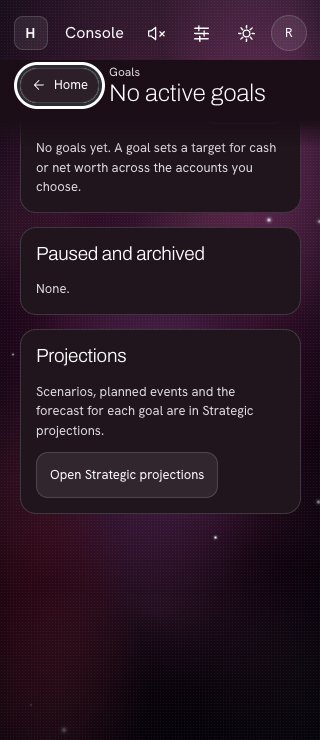 H
Console
R
Home
Goals
No active goals
No goals yet. A goal sets a target for cash
or net worth across the accounts you
choose.
Paused and archived
None.
Projections
Scenarios, planned events and the
forecast for each goal are in Strategic
projections.
Open Strategic projections